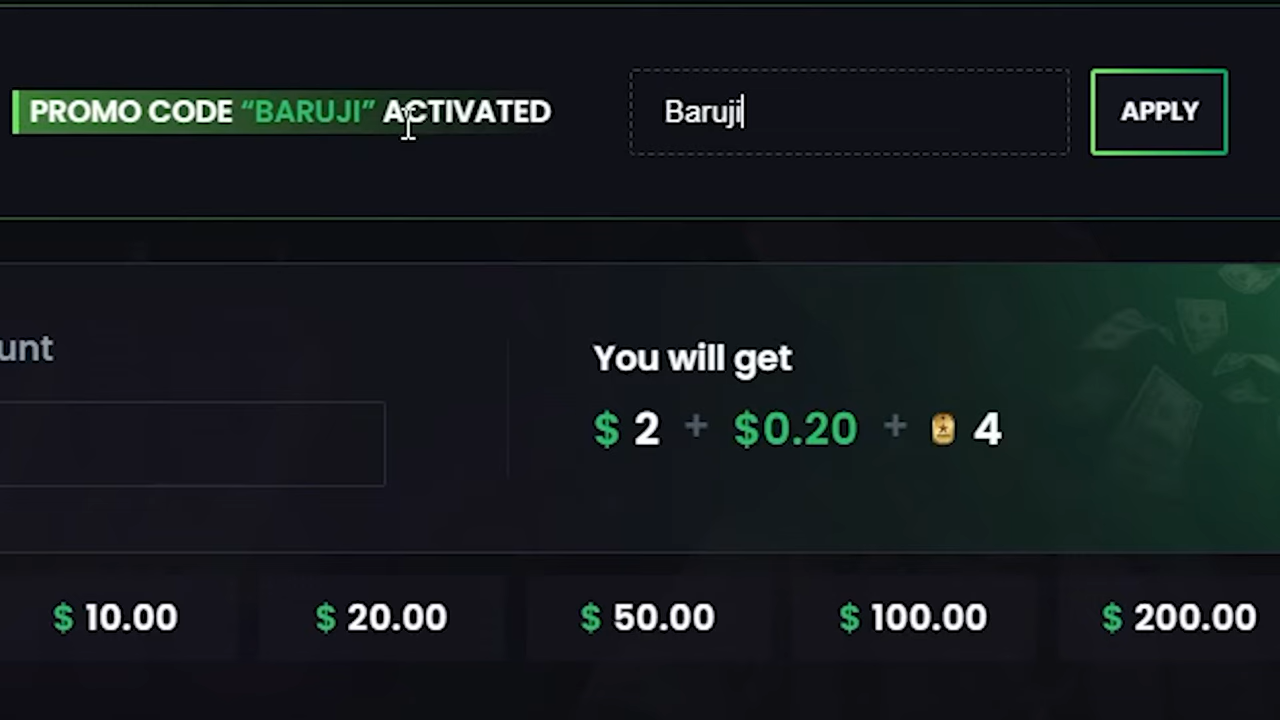 PROMO CODE “BARUJI” ACTIVATED
Baruji
APPLY
unt
You will get
$ 2 + $0.20 + 4
$ 10.00
$ 20.00
$ 50.00
$ 100.00
$ 200.00